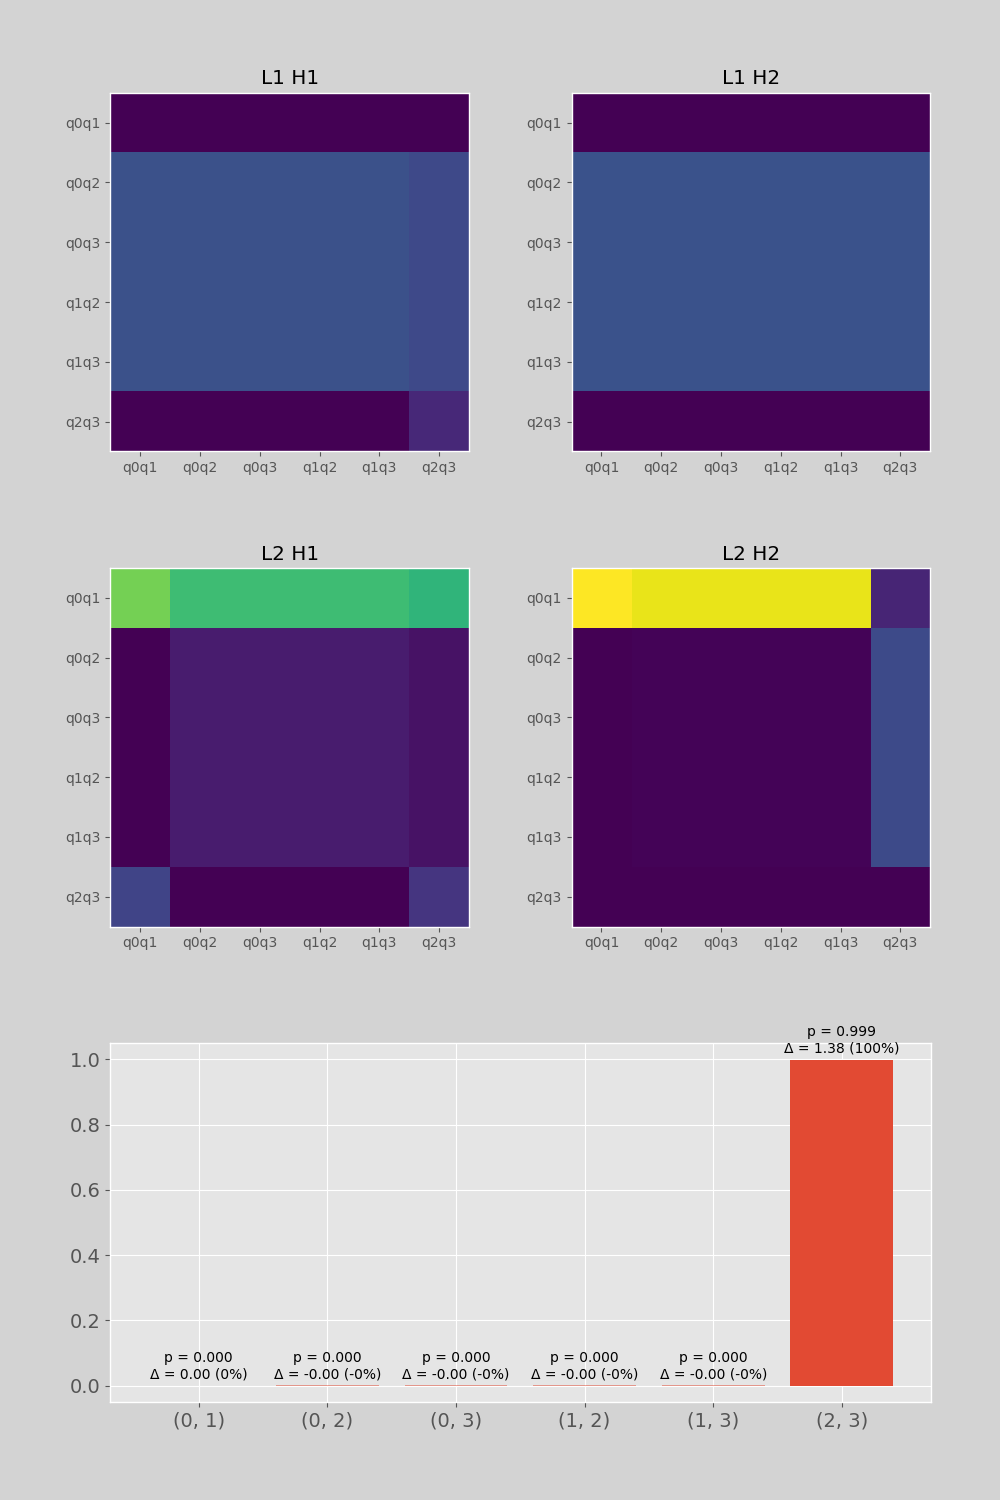 L1 H1
q0q1
q0q2
q0q3
q1q2
q1q3
q2q3
q0q1 q0q2 q0q3 q1q2 q1q3 q2q3
L1 H2
q0q1
q0q2
q0q3
q1q2
q1q3
q2q3
q0q1 q0q2 q0q3 q1q2 q1q3 q2q3
L2 H1
q0q1
q0q2
q0q3
q1q2
q1q3
q2q3
q0q1 q0q2 q0q3 q1q2 q1q3 q2q3
L2 H2
q0q1
q0q2
q0q3
q1q2
q1q3
q2q3
q0q1 q0q2 q0q3 q1q2 q1q3 q2q3
1.0
0.8
0.6
0.4
0.2
0.0
p = 0.000
Δ = 0.00 (0%)
p = 0.000
Δ = -0.00 (-0%)
p = 0.000
Δ = -0.00 (-0%)
p = 0.000
Δ = -0.00 (-0%)
p = 0.000
Δ = -0.00 (-0%)
p = 0.999
Δ = 1.38 (100%)
(0, 1) (0, 2) (0, 3) (1, 2) (1, 3) (2, 3)